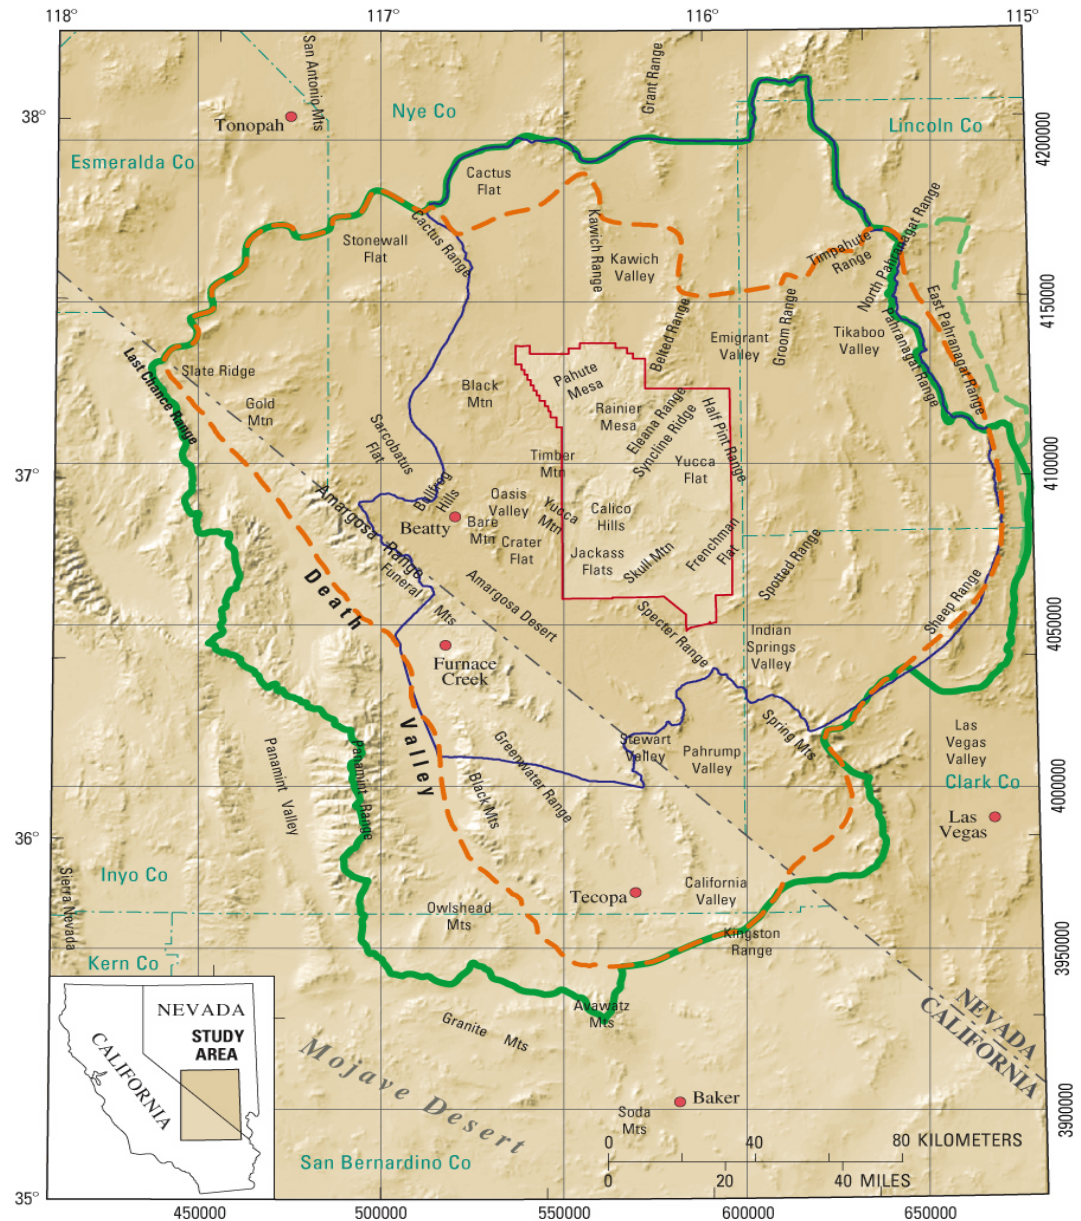 118°
117°
116°
115°
San Antonio Mts
Grant Range
38°
Tonopah
Nye Co
Lincoln Co
4200000
Esmeralda Co
Cactus
Flat
Stonewall
Flat
Cactus Range
Kawich Range
Kawich
Valley
Timpahute
Range
North Pahranagat Range
4150000
Belted Range
Emigrant
Valley
Groom Range
Tikaboo
Valley
Pahranagat Range
East Pahranagat Range
Last Chance Range
Slate Ridge
Gold
Mtn
Black
Mtn
Pahute
Mesa
Rainier
Mesa
Eleana Range
Syncline Ridge
Half Pint Range
Sarcobatus
Flat
Timber
Mtn
Yucca
Flat
37°
4100000
Amargosa Range
Bullfrog
Hills
Oasis
Valley
Yucca
Mtn
Calico
Hills
Beatty
Bare
Mtn
Crater
Flat
Jackass
Flats
Skull Mtn
Frenchman
Flat
Spotted Range
Funeral Mts
Amargosa Desert
Death
Valley
Specter Range
Indian
Springs
Valley
Sheep Range
4050000
Furnace
Creek
Panamint Valley
Panamint Range
Greenwater Range
Black Mts
Stewart
Valley
Pahrump
Valley
Spring Mts
Las
Vegas
Valley
Clark Co
4000000
Las
Vegas
36°
Inyo Co
Sierra Nevada
Tecopa
California
Valley
Owlshead
Mts
Kingston
Range
3950000
Kern Co
Avawatz
Mts
Granite Mts
NEVADA
CALIFORNIA
NEVADA
STUDY
AREA
CALIFORNIA
Mojave Desert
Baker
Soda
Mts
3900000
0 40 80 KILOMETERS
0 20 40 MILES
San Bernardino Co
35°
450000
500000
550000
600000
650000